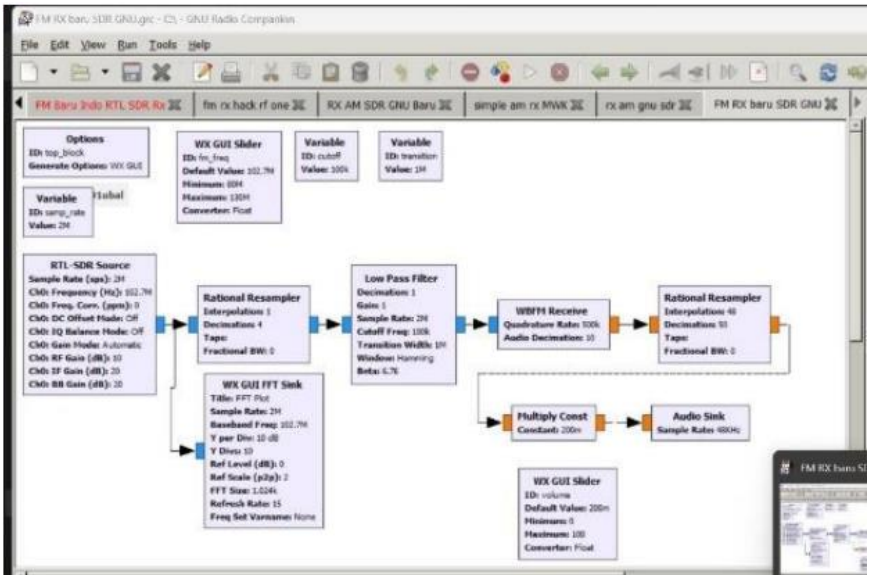 FM RX baru SDR GNU.grc - C:\ - GNU Radio Companion
File Edit View Run Tools Help
FM Baru Indo RTL SDR Rx
fm rx hack rf one
RX AM SDR GNU Baru
simple am rx MWK
rx am gnu sdr
FM RX baru SDR GNU
Options
ID: top_block
Generate Options: WX GUI
WX GUI Slider
ID: fm_freq
Default Value: 102.7M
Minimum: 80M
Maximum: 130M
Converter: Float
Variable
ID: cutoff
Value: 100k
Variable
ID: transition
Value: 1M
Variable
ID: samp_rate
Value: 2M
RTL-SDR Source
Sample Rate (sps): 2M
Ch0: Frequency (Hz): 102.7M
Ch0: Freq. Corr. (ppm): 0
Ch0: DC Offset Mode: Off
Ch0: IQ Balance Mode: Off
Ch0: Gain Mode: Automatic
Ch0: RF Gain (dB): 10
Ch0: IF Gain (dB): 20
Ch0: BB Gain (dB): 20
Rational Resampler
Interpolation: 1
Decimation: 4
Taps:
Fractional BW: 0
Low Pass Filter
Decimation: 1
Gain: 1
Sample Rate: 2M
Cutoff Freq: 100k
Transition Width: 1M
Window: Hamming
Beta: 6.76
WBFM Receive
Quadrature Rate: 500k
Audio Decimation: 10
Rational Resampler
Interpolation: 48
Decimation: 50
Taps:
Fractional BW: 0
WX GUI FFT Sink
Title: FFT Plot
Sample Rate: 2M
Baseband Freq: 102.7M
Y per Div: 10 dB
Y Divs: 10
Ref Level (dB): 0
Ref Scale (p2p): 2
FFT Size: 1.024k
Refresh Rate: 15
Freq Set Varname: None
Multiply Const
Constant: 200m
Audio Sink
Sample Rate: 48KHz
WX GUI Slider
ID: volume
Default Value: 200m
Minimum: 0
Maximum: 100
Converter: Float
FM RX baru